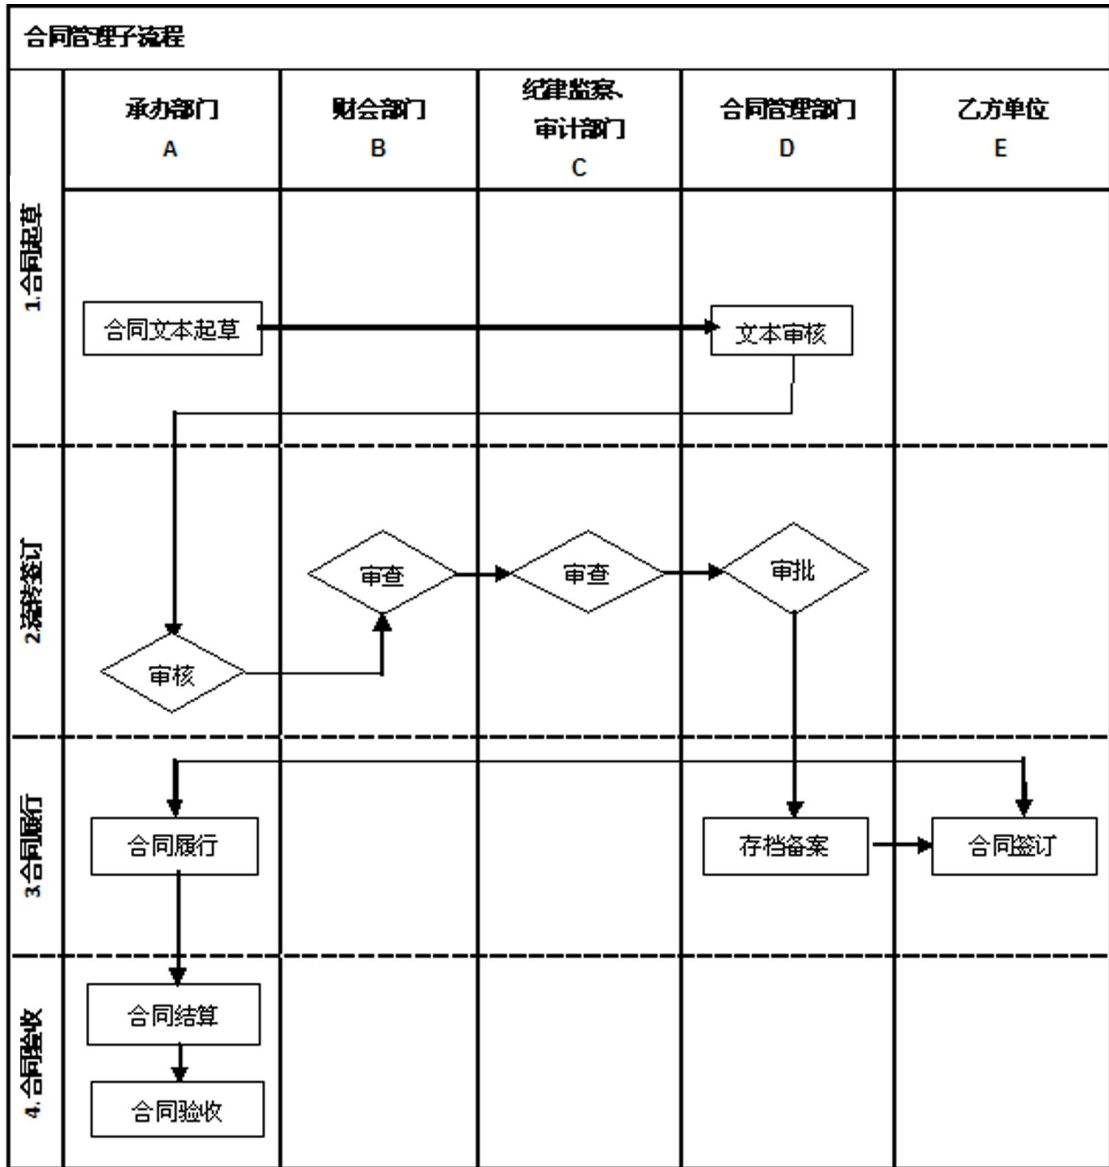 合同管理子流程
承办部门
A
财会部门
B
纪律监察、
审计部门
C
合同管理部门
D
乙方单位
E
1.合同起草
合同文本起草
文本审核
2.流转签订
审查
审查
审批
审核
3.合同履行
合同履行
存档备案
合同签订
4.合同验收
合同结算
合同验收